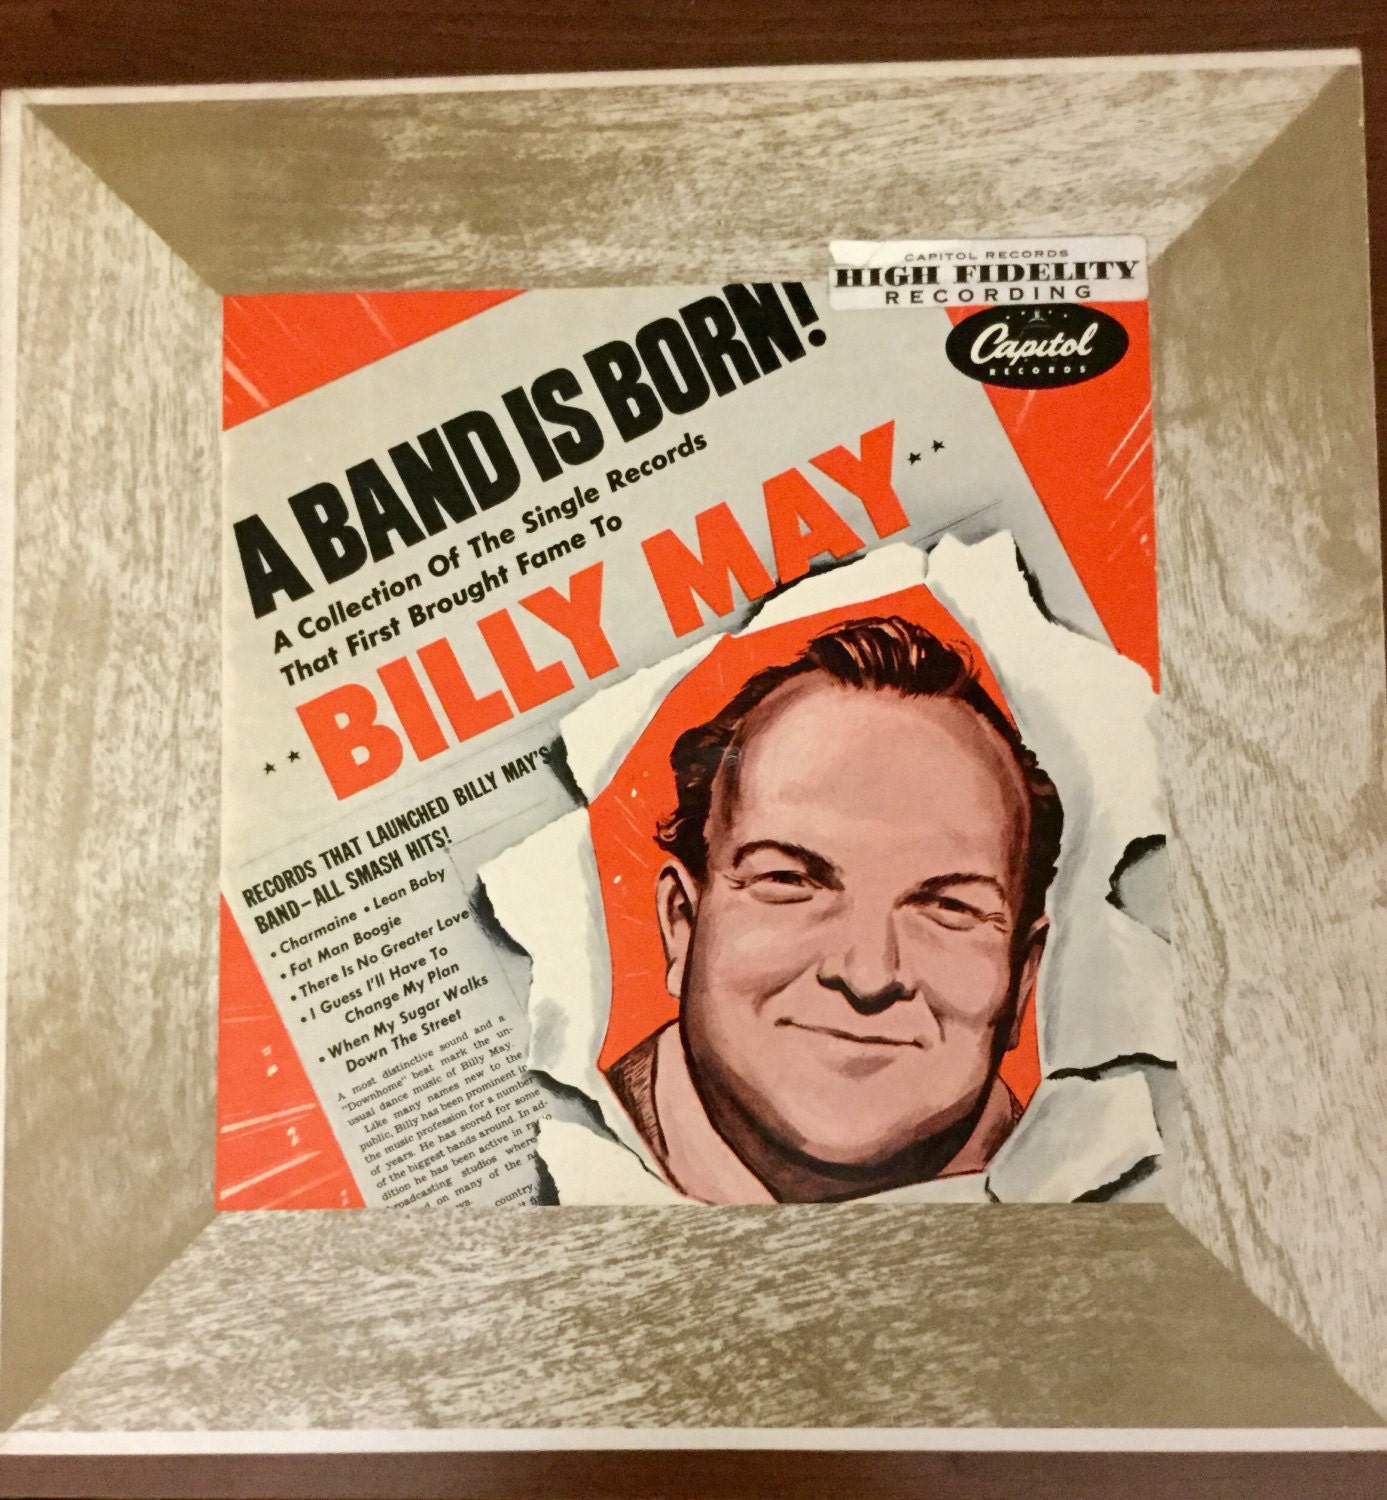 CAPITOL RECORDS
HIGH FIDELITY
RECORDING
Capitol
RECORDS
A BAND IS BORN!
A Collection Of The Single Records
That First Brought Fame To
BILLY MAY
RECORDS THAT LAUNCHED BILLY MAY'S
BAND-ALL SMASH HITS!
• Charmaine • Lean Baby
• Fat Man Boogie
• There Is No Greater Love
• I Guess I'll Have To
Change My Plan
• When My Sugar Walks
Down The Street
A most distinctive sound and a
"Downhome" beat mark the un-
usual dance music of Billy May.
Like many names new to the
public, Billy has been prominent in
the music profession for a number
of years. He has scored for some
of the biggest bands around. In ad-
dition he has been active in
broadcasting studios where
on many of the
country